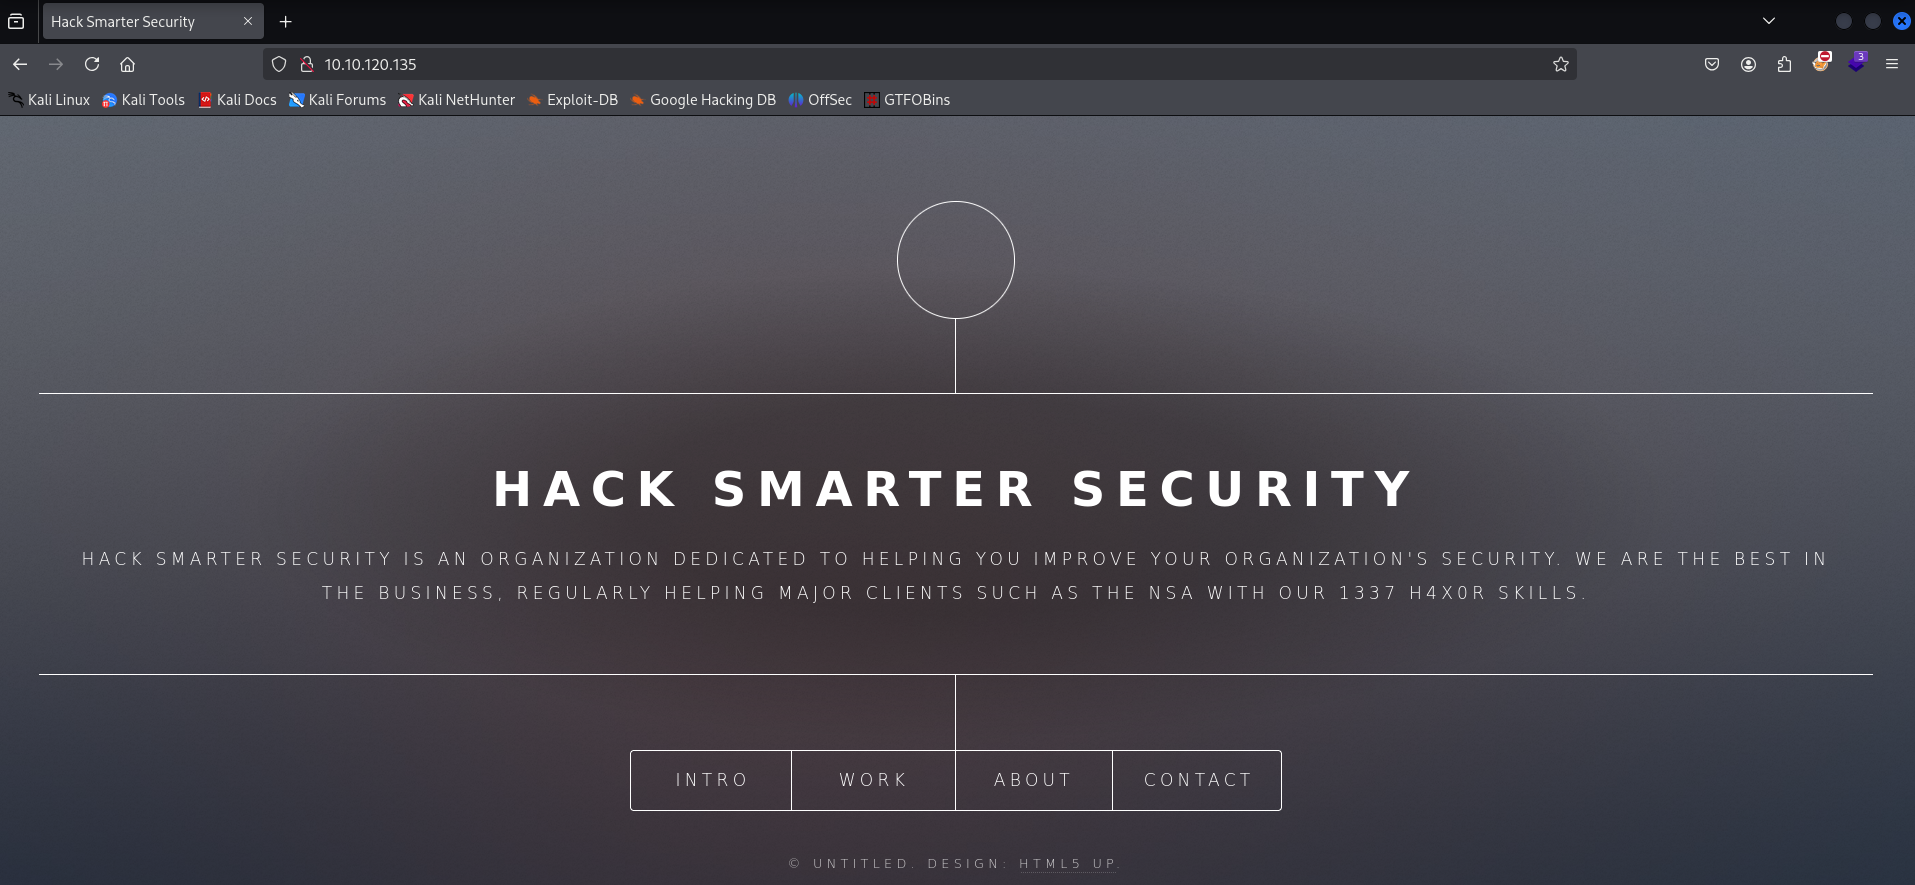 Hack Smarter Security
10.10.120.135
3
Kali Linux Kali Tools Kali Docs Kali Forums Kali NetHunter Exploit-DB Google Hacking DB OffSec GTFOBins
HACK SMARTER SECURITY
HACK SMARTER SECURITY IS AN ORGANIZATION DEDICATED TO HELPING YOU IMPROVE YOUR ORGANIZATION'S SECURITY. WE ARE THE BEST IN
THE BUSINESS, REGULARLY HELPING MAJOR CLIENTS SUCH AS THE NSA WITH OUR 1337 H4X0R SKILLS.
INTRO WORK ABOUT CONTACT
© UNTITLED. DESIGN: HTML5 UP.